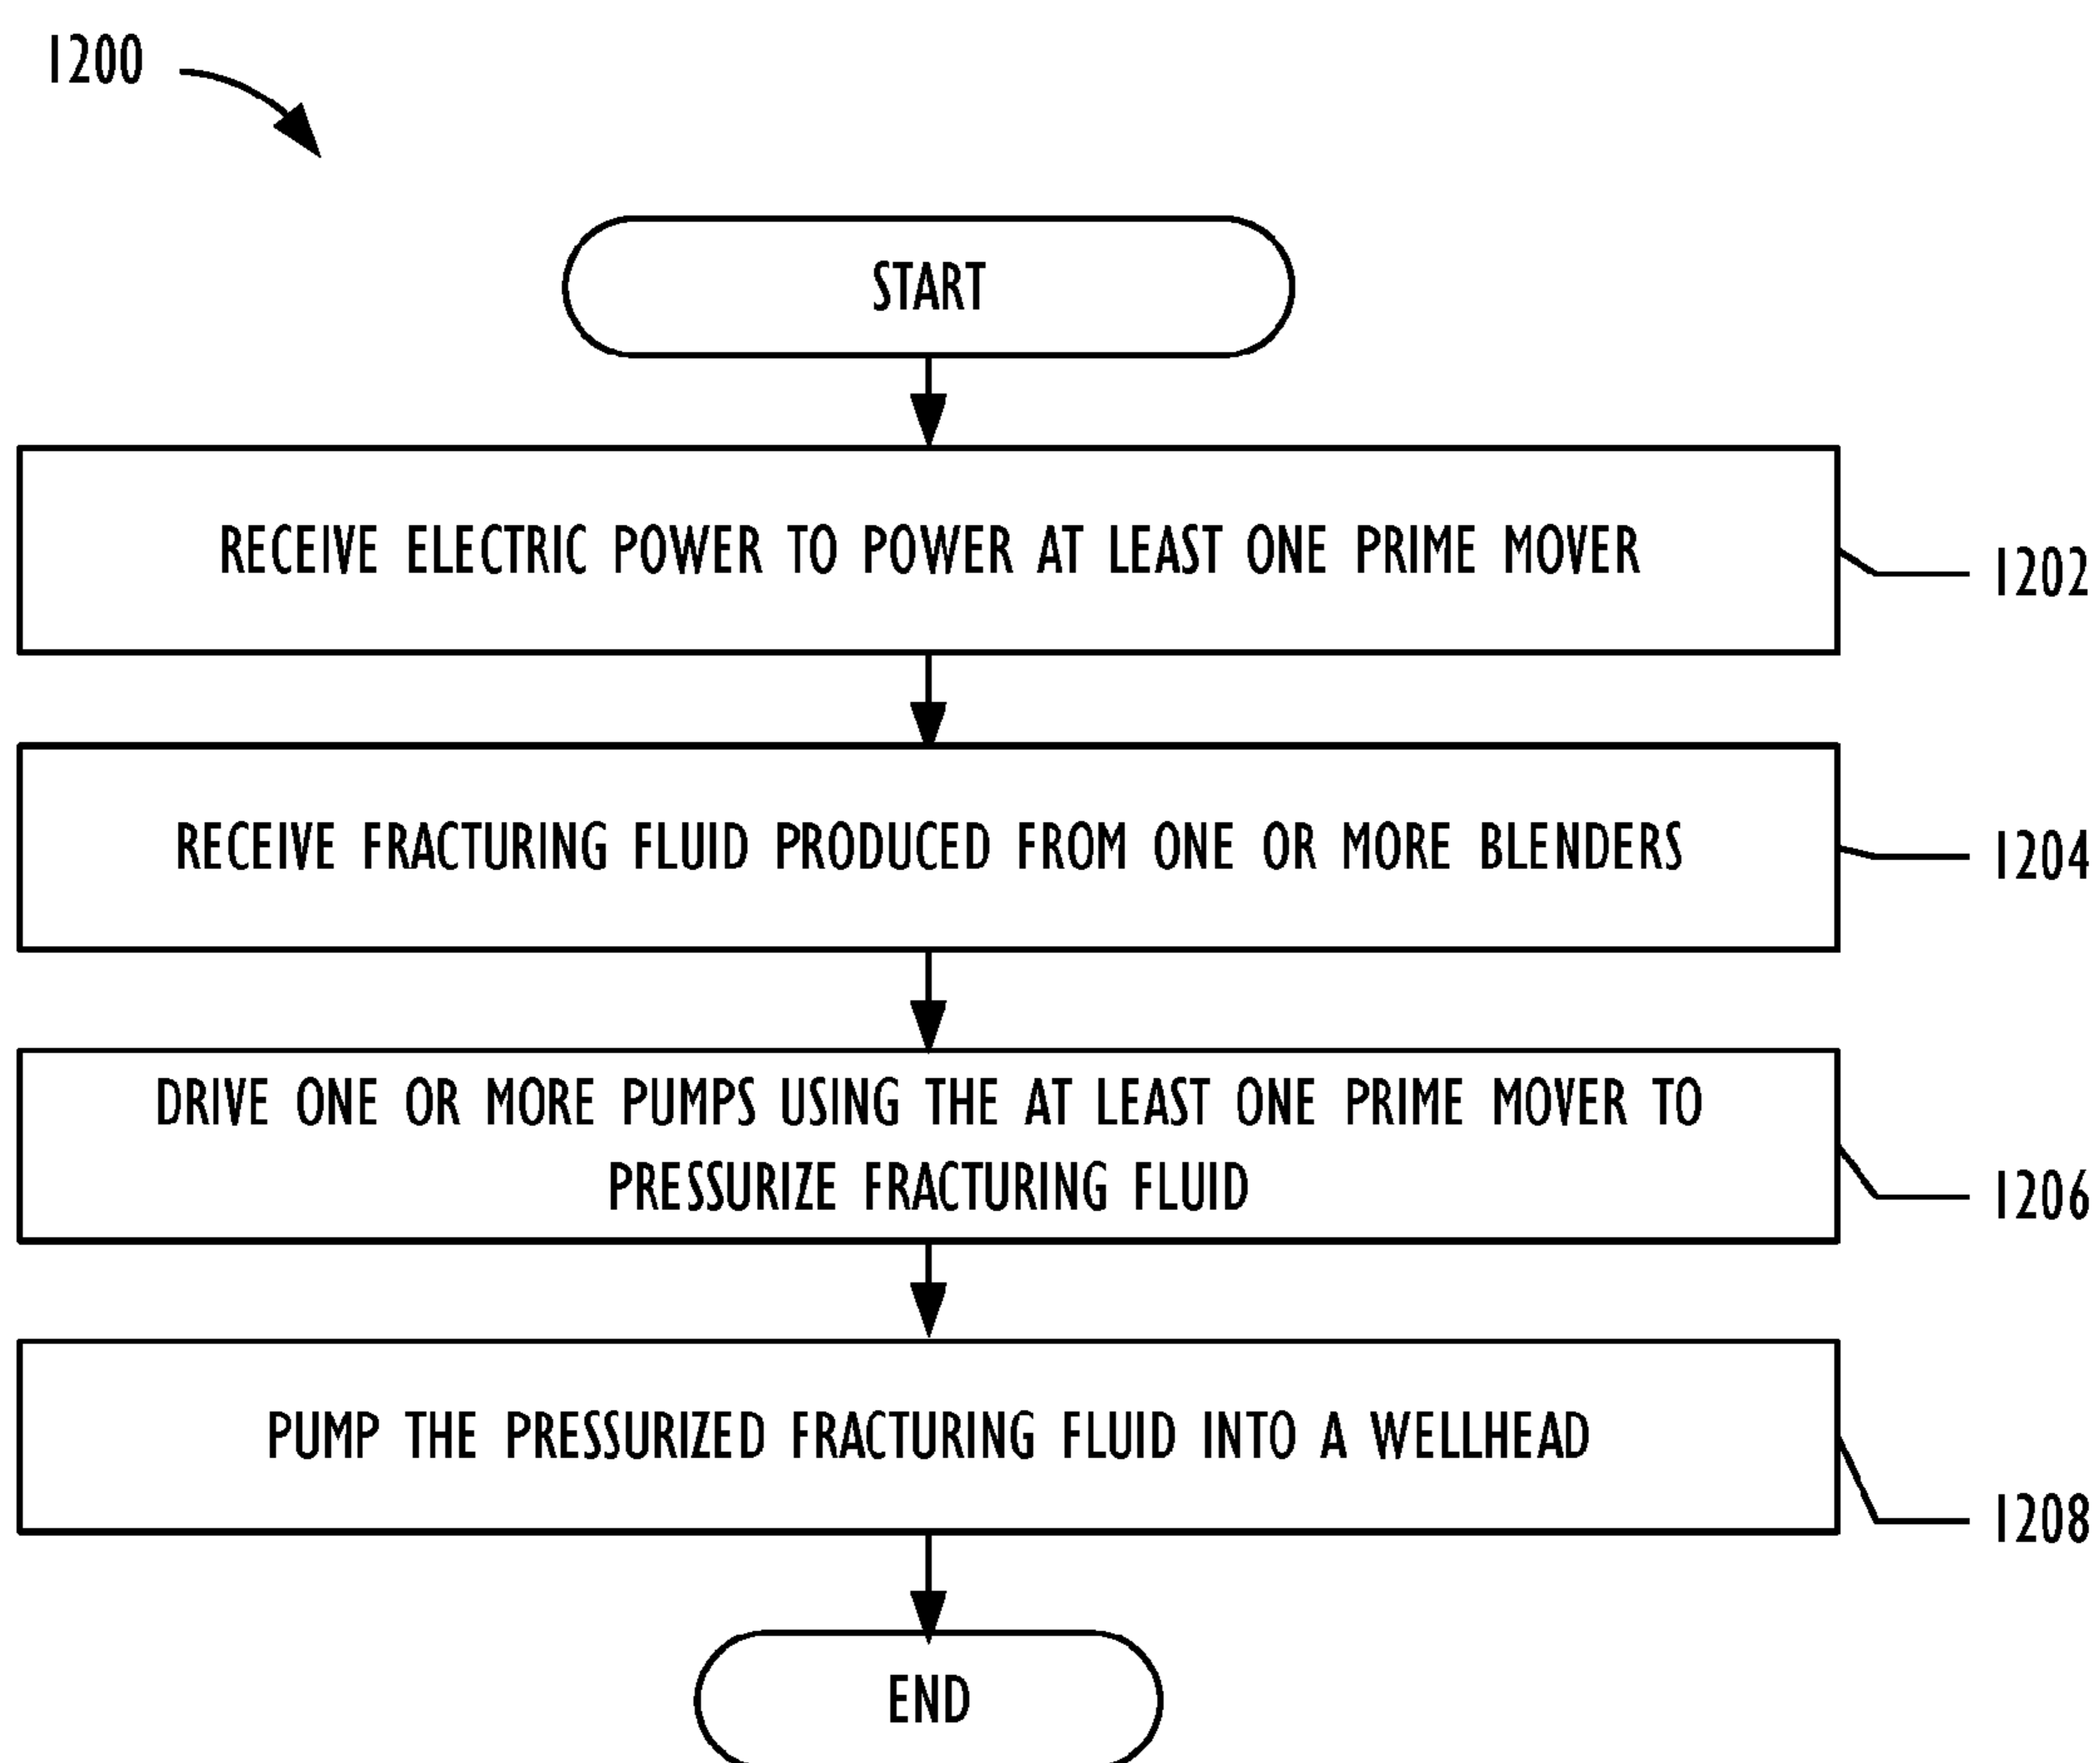 1200
START
RECEIVE ELECTRIC POWER TO POWER AT LEAST ONE PRIME MOVER
1202
RECEIVE FRACTURING FLUID PRODUCED FROM ONE OR MORE BLENDERS
1204
DRIVE ONE OR MORE PUMPS USING THE AT LEAST ONE PRIME MOVER TO
PRESSURIZE FRACTURING FLUID
1206
PUMP THE PRESSURIZED FRACTURING FLUID INTO A WELLHEAD
1208
END